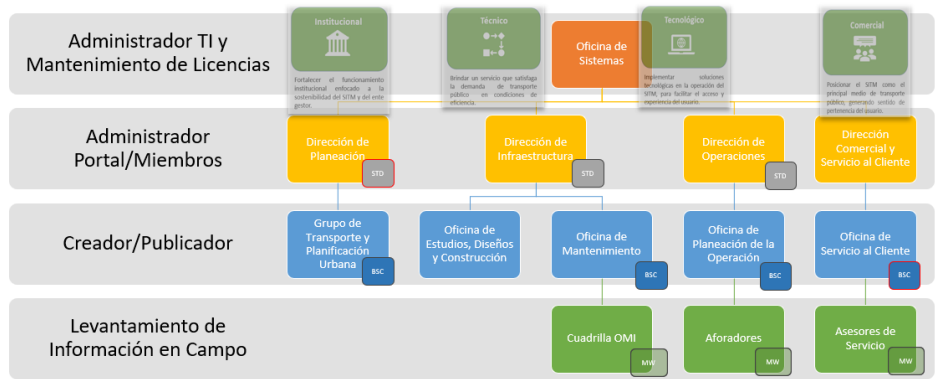 Administrador TI y
Mantenimiento de Licencias
Institucional
Fortalecer el funcionamiento
institucional enfocado a la
sostenibilidad del SITM y del ente
gestor.
Técnico
Brindar un servicio que satisfaga
la demanda de transporte
público en condiciones de
eficiencia.
Oficina de
Sistemas
Tecnológico
Implementar soluciones
tecnológicas en la operación del
SITM, para facilitar el acceso y
experiencia del usuario.
Comercial
Posicionar el SITM como el
principal medio de transporte
público, generando sentido de
pertenencia del usuario.
Administrador
Portal/Miembros
Dirección de
Planeación
STD
Dirección de
Infraestructura
STD
Dirección de
Operaciones
STD
Dirección
Comercial y
Servicio al Cliente
Creador/Publicador
Grupo de
Transporte y
Planificación
Urbana
BSC
Oficina de
Estudios, Diseños
y Construcción
Oficina de
Mantenimiento
BSC
Oficina de
Planeación de la
Operación
BSC
Oficina de
Servicio al Cliente
BSC
Levantamiento de
Información en Campo
Cuadrilla OMI
MW
Aforadores
MW
Asesores de
Servicio
MW